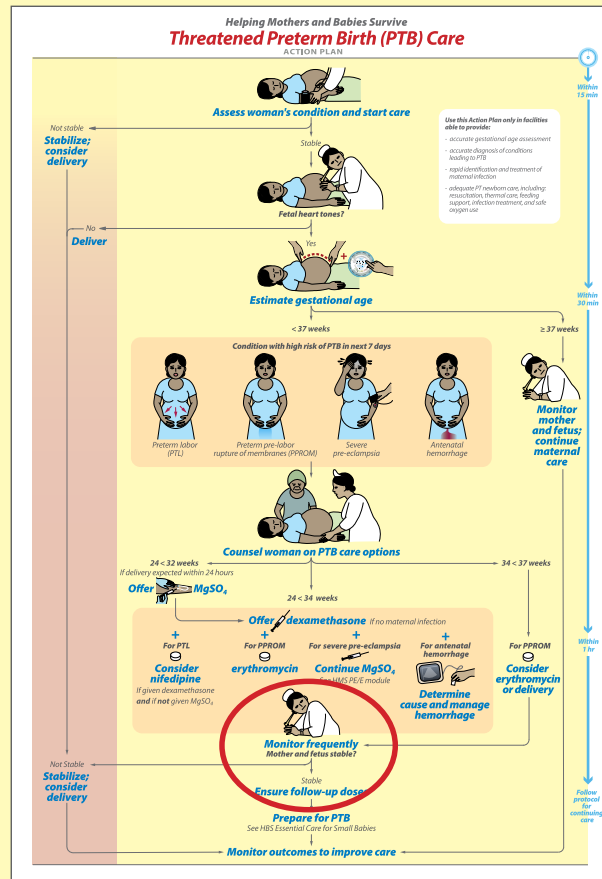 Helping Mothers and Babies Survive
Threatened Preterm Birth (PTB) Care
ACTION PLAN
Within
15 min
Assess woman's condition and start care
Not stable
Stabilize;
consider
delivery
Stable
Use this Action Plan only in facilities
able to provide:
- accurate gestational age assessment
- accurate diagnosis of conditions
leading to PTB
- rapid identification and treatment of
maternal infection
- adequate PT newborn care, including:
resuscitation, thermal care, feeding
support, infection treatment, and safe
oxygen use
Fetal heart tones?
No
Deliver
Yes
+
Estimate gestational age
Within
30 min
< 37 weeks
≥ 37 weeks
Condition with high risk of PTB in next 7 days
Preterm labor
(PTL)
Preterm pre-labor
rupture of membranes (PPROM)
Severe
pre-eclampsia
Antenatal
hemorrhage
Monitor
mother
and fetus;
continue
maternal
care
Counsel woman on PTB care options
24 < 32 weeks
If delivery expected within 24 hours
Offer MgSO4
24 < 34 weeks
34 < 37 weeks
Offer dexamethasone If no maternal infection
+
For PTL
Consider
nifedipine
If given dexamethasone
and if not given MgSO4
+
For PPROM
erythromycin
+
For severe pre-eclampsia
Continue MgSO4
See HMS PE/E module
+
For antenatal
hemorrhage
Determine
cause and manage
hemorrhage
For PPROM
Consider
erythromycin
or delivery
Within
1 hr
Monitor frequently
Mother and fetus stable?
Not Stable
Stabilize;
consider
delivery
Stable
Ensure follow-up doses
Follow
protocol
for
continuing
care
Prepare for PTB
See HBS Essential Care for Small Babies
Monitor outcomes to improve care